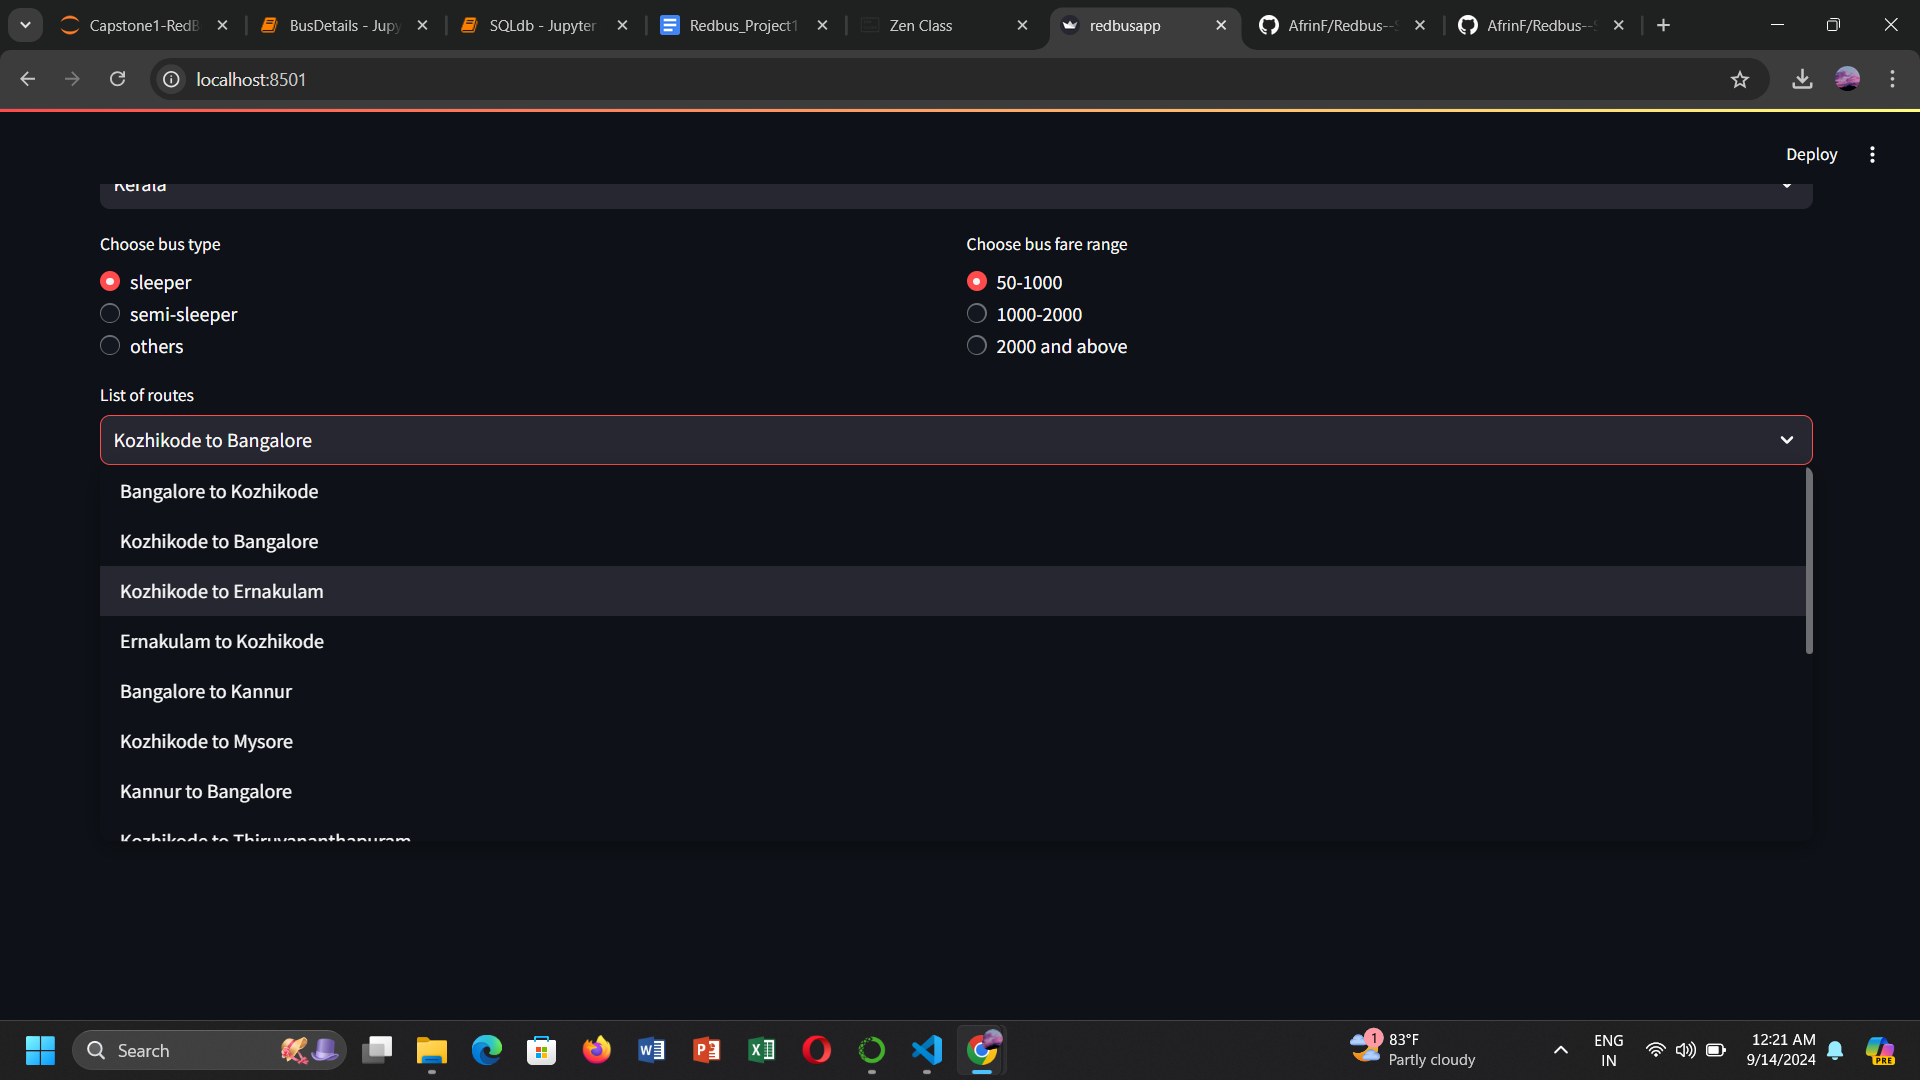 Capstone1-RedB
BusDetails - Jupy
SQLdb - Jupyter
Redbus_Project1
Zen Class
redbusapp
AfrinF/Redbus--S
AfrinF/Redbus--S
localhost:8501
Deploy
Kerala
Choose bus type
Choose bus fare range
sleeper
50-1000
semi-sleeper
1000-2000
others
2000 and above
List of routes
Kozhikode to Bangalore
Bangalore to Kozhikode
Kozhikode to Bangalore
Kozhikode to Ernakulam
Ernakulam to Kozhikode
Bangalore to Kannur
Kozhikode to Mysore
Kannur to Bangalore
Kozhikode to Thiruvananthapuram
Search
1
83°F
Partly cloudy
ENG
IN
12:21 AM
9/14/2024
PRE